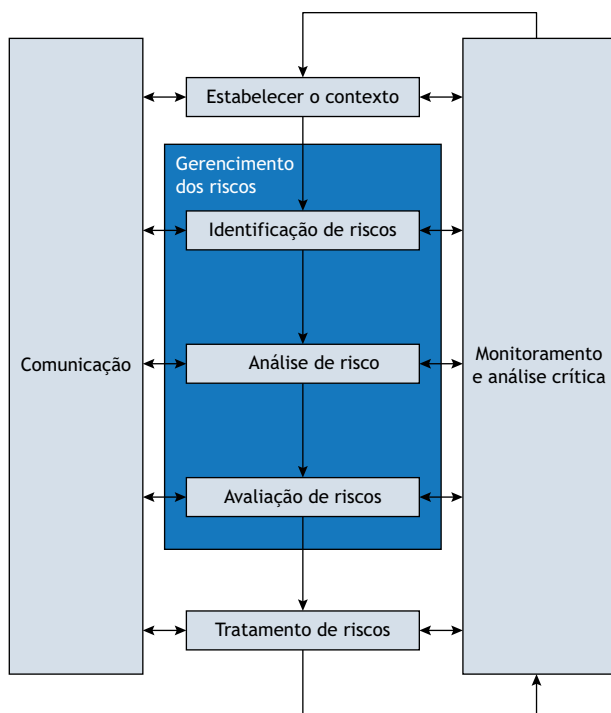 Estabelecer o contexto
Gerencimento
dos riscos
Identificação de riscos
Comunicação
Análise de risco
Monitoramento
e análise crítica
Avaliação de riscos
Tratamento de riscos